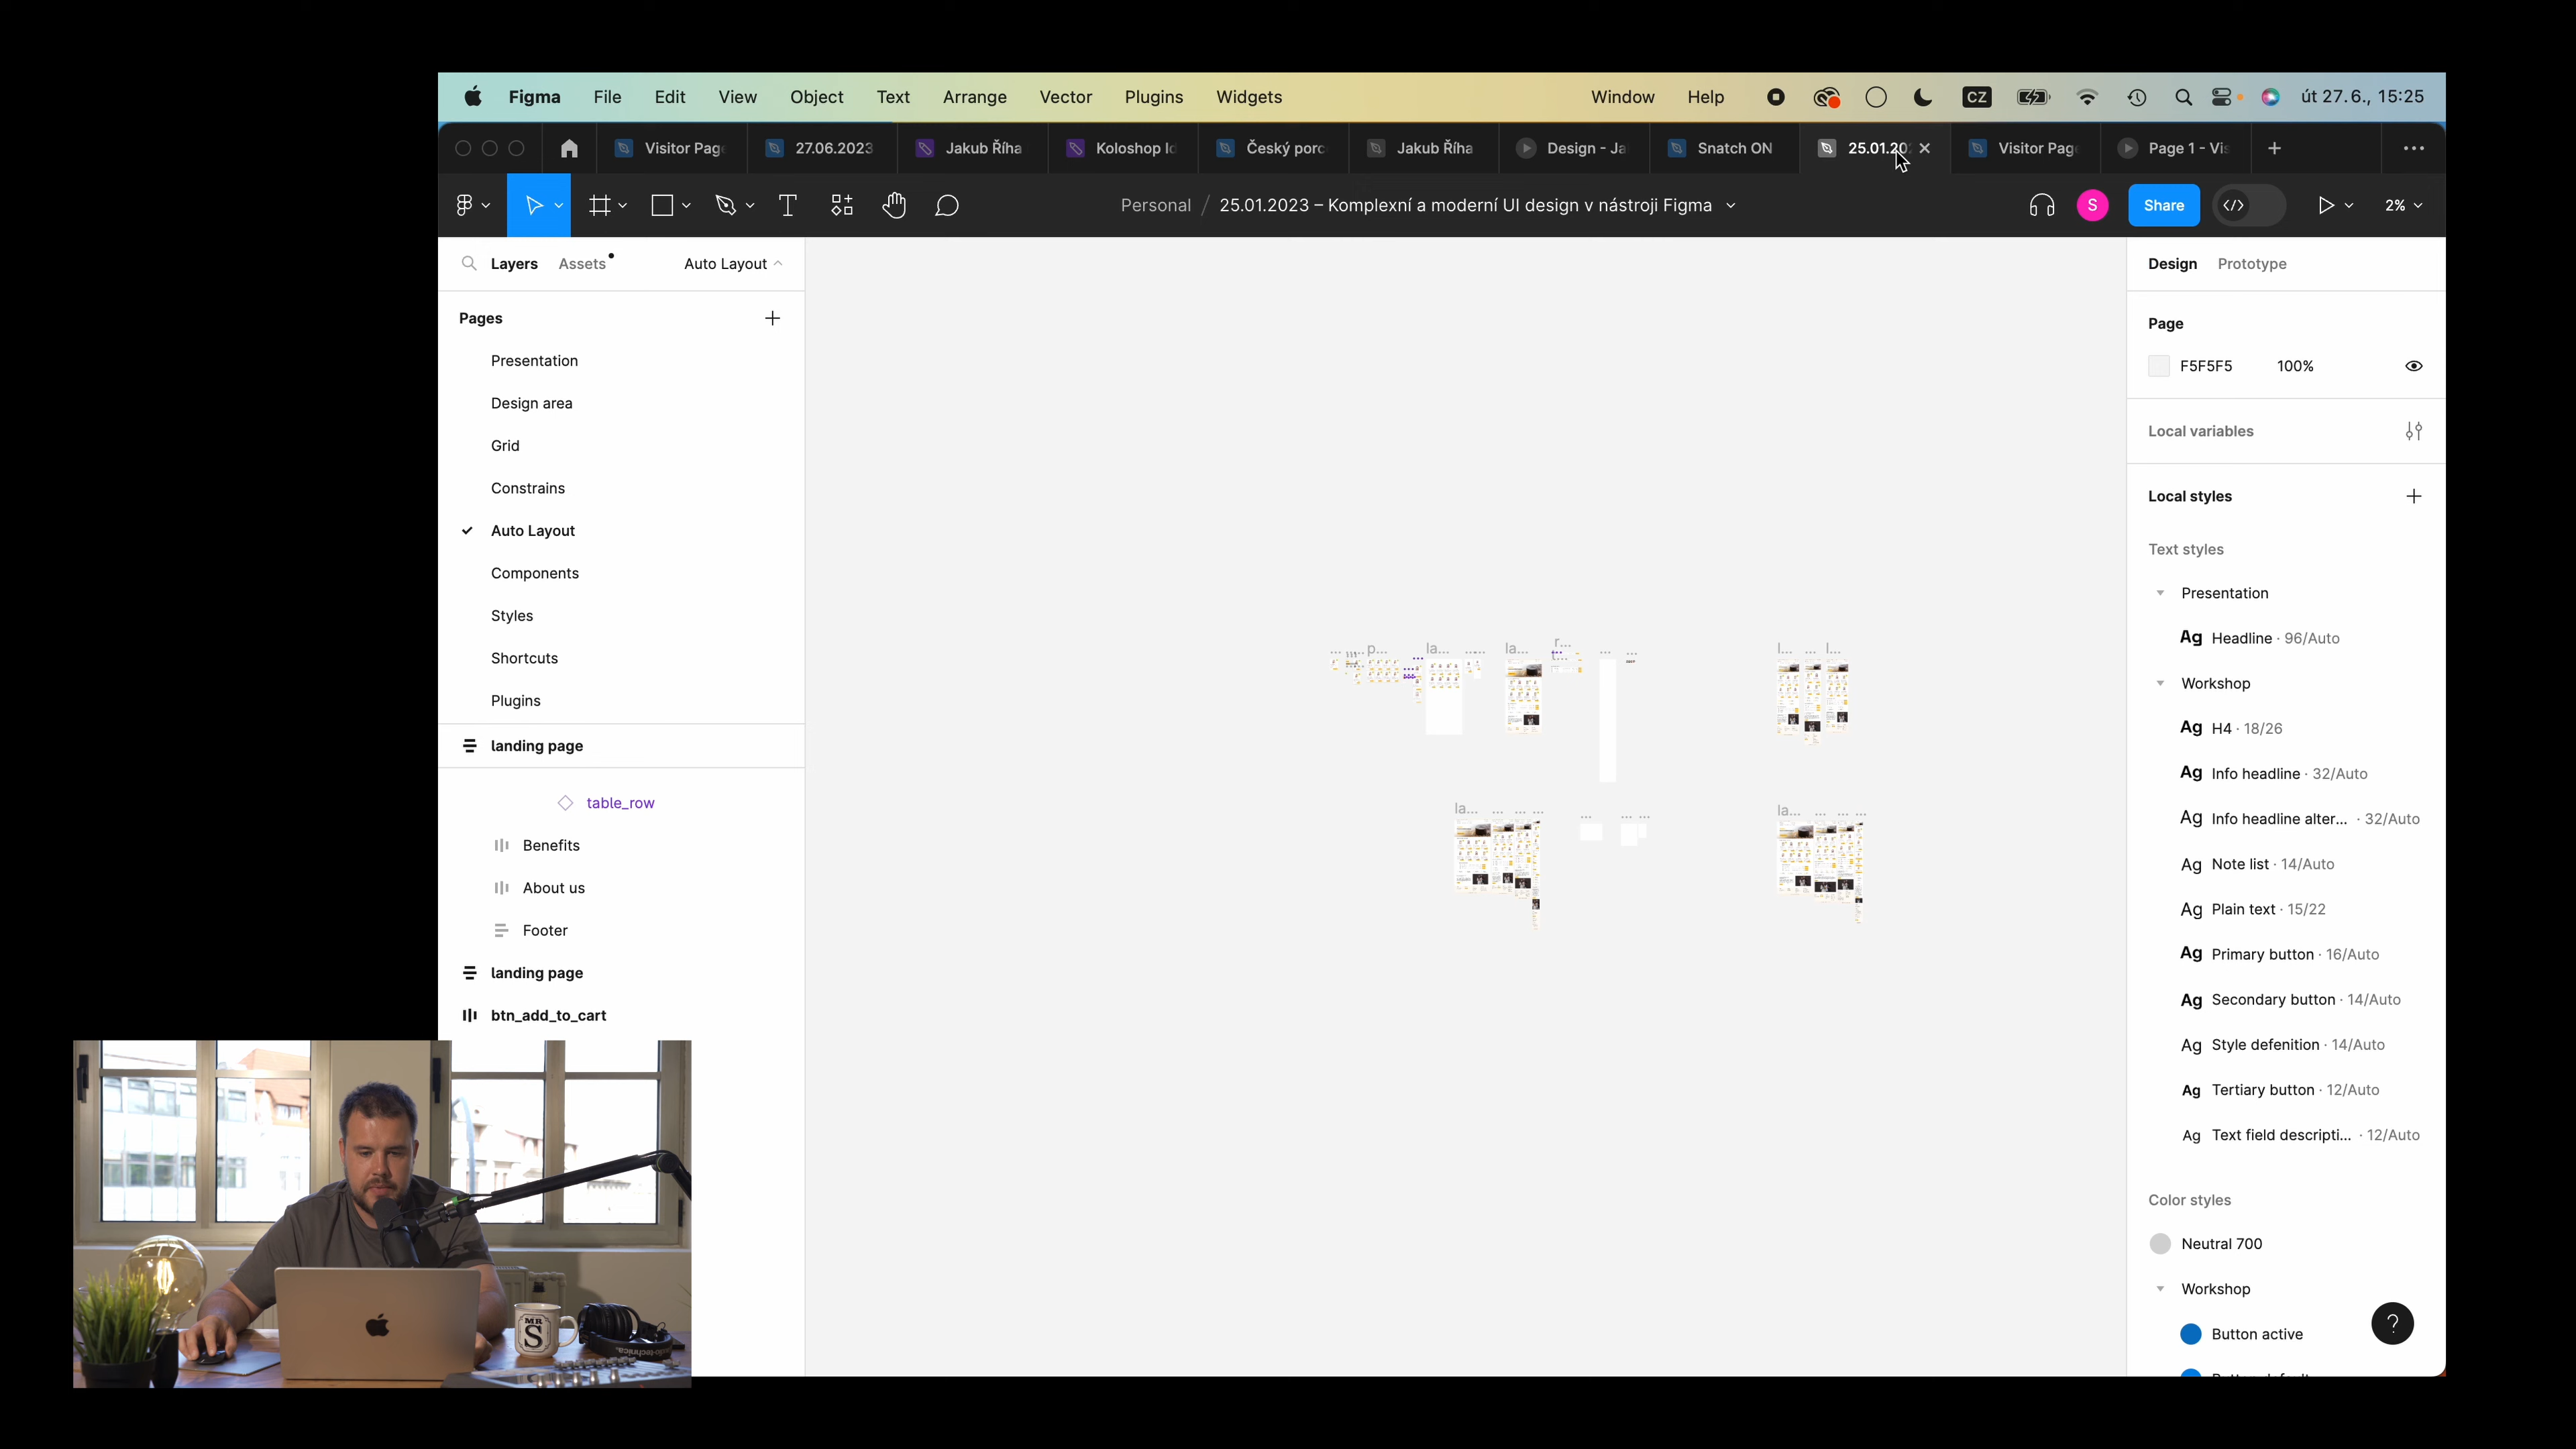 Figma File Edit View Object Text Arrange Vector Plugins Widgets Window Help CZ út 27.6., 15:25
Visitor Pag 27.06.2023 Jakub Říha Koloshop Český Jakub Říha Design - Snatch ON 25.01.20 Visitor Pag Page 1 - Vis
Personal / 25.01.2023 – Komplexní a moderní UI design v nástroji Figma S Share 2%
Layers Assets Auto Layout
Pages
Presentation
Design area
Grid
Constrains
Auto Layout
Components
Styles
Shortcuts
Plugins
landing page
table_row
Benefits
About us
Footer
landing page
btn_add_to_cart
p... la... la... r... l... ... l...
la... la...
Design Prototype
Page
F5F5F5 100%
Local variables
Local styles
Text styles
Presentation
Ag Headline · 96/Auto
Workshop
Ag H4 · 18/26
Ag Info headline · 32/Auto
Ag Info headline alter... · 32/Auto
Ag Note list · 14/Auto
Ag Plain text · 15/22
Ag Primary button · 16/Auto
Ag Secondary button · 14/Auto
Ag Style defenition · 14/Auto
Ag Tertiary button · 12/Auto
Ag Text field descripti... · 12/Auto
Color styles
Neutral 700
Workshop
Button active
?
MR
S
audio-technica